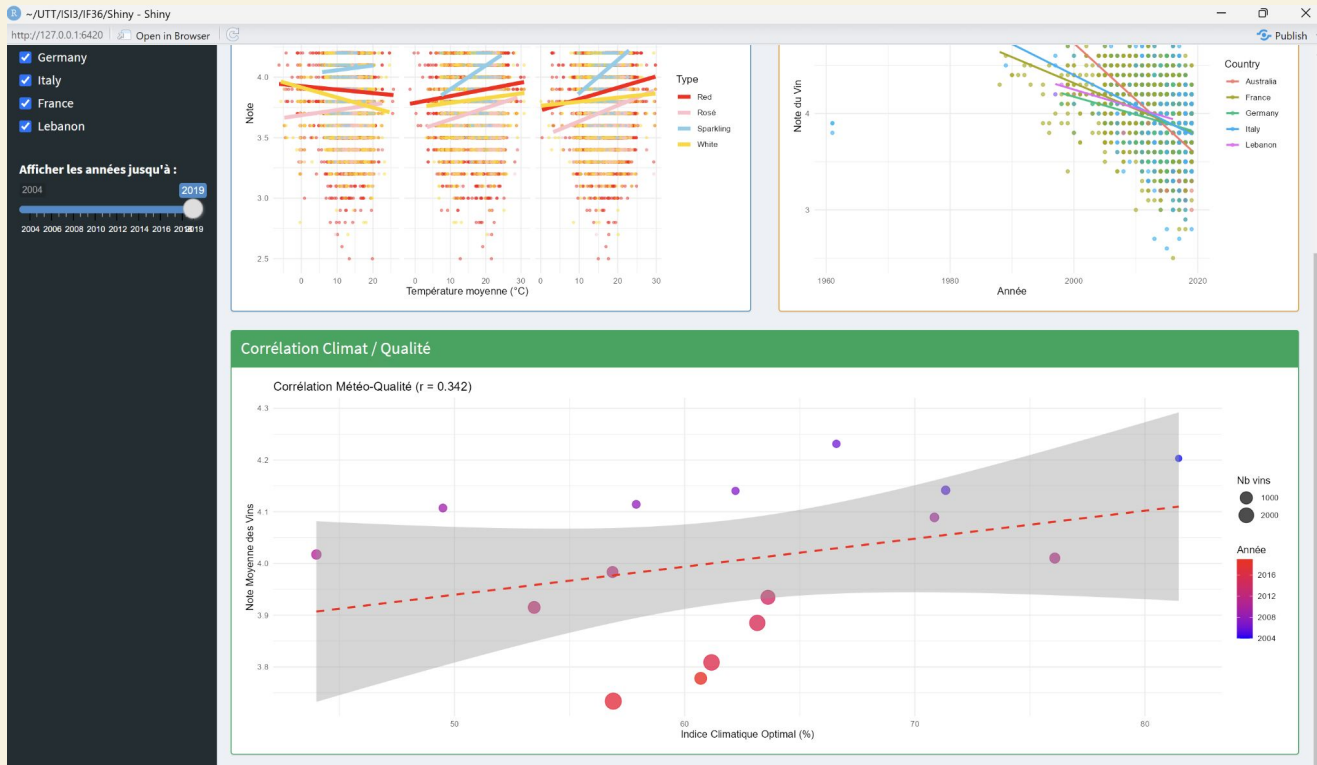 ~/UTT/ISI3/IF36/Shiny - Shiny
http://127.0.0.1:6420 Open in Browser Publish
Germany
Italy
France
Lebanon
Afficher les années jusqu'à :
2004 2019
2004 2006 2008 2010 2012 2014 2016 2019
Note
4.0
3.5
3.0
2.5
0 10 20 0 10 20 30 0 10 20 30
Température moyenne (°C)
Type
Red
Rosé
Sparkling
White
Note du Vin
4
3
1960 1980 2000 2020
Année
Country
Australia
France
Germany
Italy
Lebanon
Corrélation Climat / Qualité
Corrélation Météo-Qualité (r = 0.342)
Note Moyenne des Vins
4.3
4.2
4.1
4.0
3.9
3.8
50 60 70 80
Indice Climatique Optimal (%)
Nb vins
1000
2000
Année
2016
2012
2008
2004